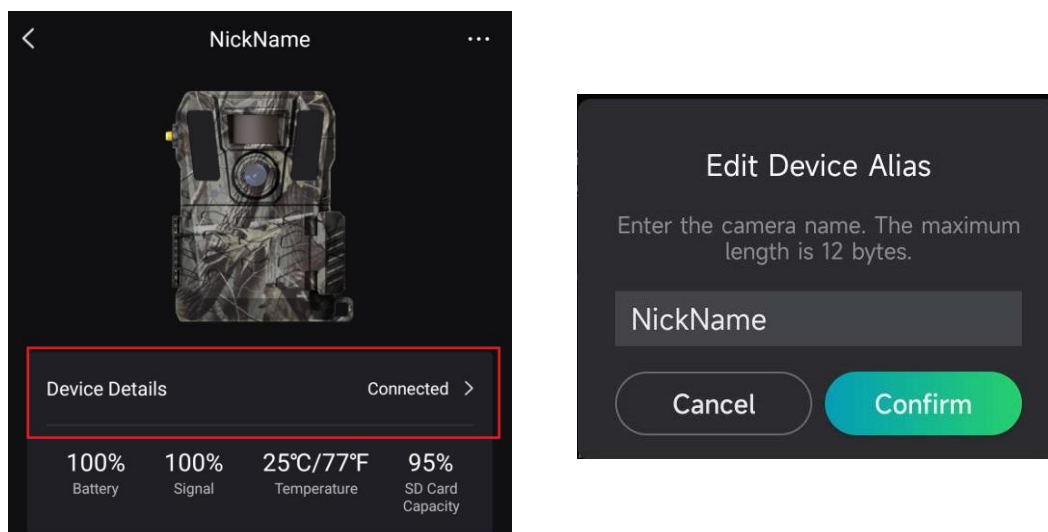 NickName
Device Details
Connected
100%
100%
25℃/77℉
95%
Battery
Signal
Temperature
SD Card
Capacity
Edit Device Alias
Enter the camera name. The maximum
length is 12 bytes.
NickName
Cancel
Confirm